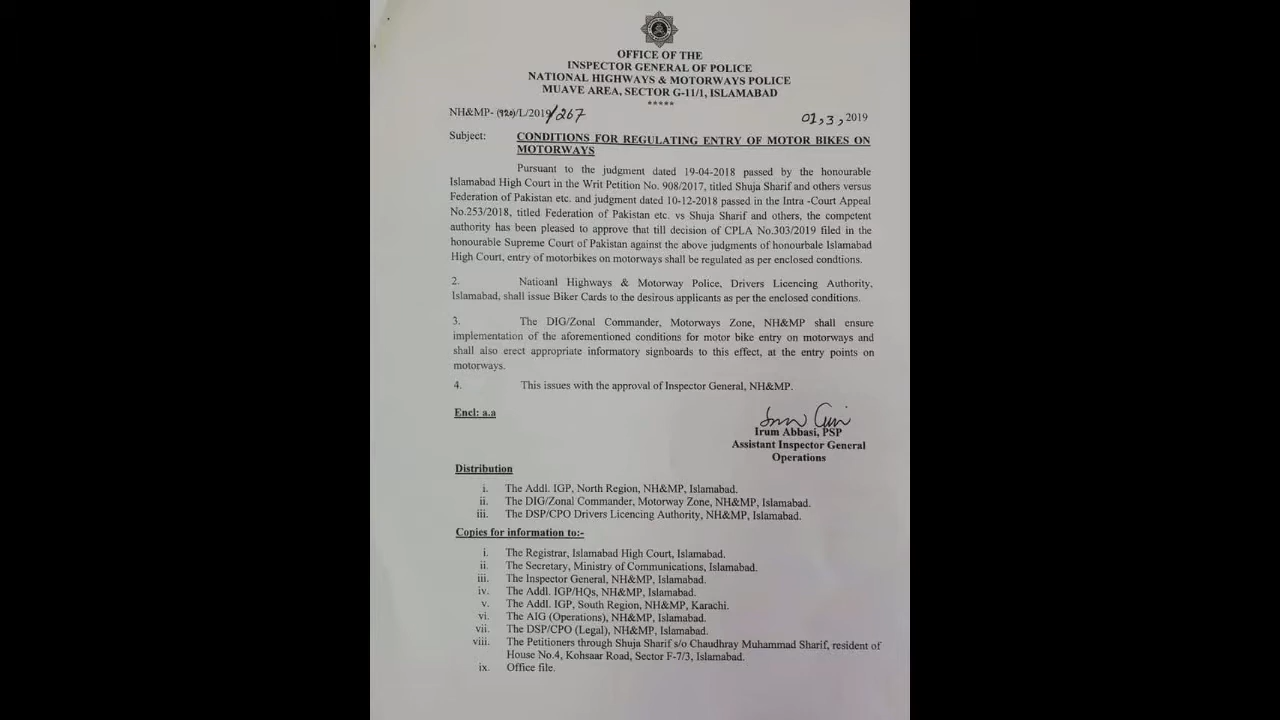 OFFICE OF THE
INSPECTOR GENERAL OF POLICE
NATIONAL HIGHWAYS & MOTORWAYS POLICE
MUAVE AREA, SECTOR G-11/1, ISLAMABAD
*****
NH&MP- (920)/L/2019/267 01,3,2019
Subject: CONDITIONS FOR REGULATING ENTRY OF MOTOR BIKES ON
MOTORWAYS
Pursuant to the judgment dated 19-04-2018 passed by the honourable
Islamabad High Court in the Writ Petition No. 908/2017, titled Shuja Sharif and others versus
Federation of Pakistan etc. and judgment dated 10-12-2018 passed in the Intra -Court Appeal
No.253/2018, titled Federation of Pakistan etc. vs Shuja Sharif and others, the competent
authority has been pleased to approve that till decision of CPLA No.303/2019 filed in the
honourable Supreme Court of Pakistan against the above judgments of honourbale Islamabad
High Court, entry of motorbikes on motorways shall be regulated as per enclosed condtions.
2. Natioanl Highways & Motorway Police, Drivers Licencing Authority,
Islamabad, shall issue Biker Cards to the desirous applicants as per the enclosed conditions.
3. The DIG/Zonal Commander, Motorways Zone, NH&MP shall ensure
implementation of the aforementioned conditions for motor bike entry on motorways and
shall also erect appropriate informatory signboards to this effect, at the entry points on
motorways.
4. This issues with the approval of Inspector General, NH&MP.
Encl: a.a
Irum Abbasi, PSP
Assistant Inspector General
Operations
Distribution
i. The Addl. IGP, North Region, NH&MP, Islamabad.
ii. The DIG/Zonal Commander, Motorway Zone, NH&MP, Islamabad.
iii. The DSP/CPO Drivers Licencing Authority, NH&MP, Islamabad.
Copies for information to:-
i. The Registrar, Islamabad High Court, Islamabad.
ii. The Secretary, Ministry of Communications, Islamabad.
iii. The Inspector General, NH&MP, Islamabad.
iv. The Addl. IGP/HQs, NH&MP, Islamabad.
v. The Addl. IGP, South Region, NH&MP, Karachi.
vi. The AIG (Operations), NH&MP, Islamabad.
vii. The DSP/CPO (Legal), NH&MP, Islamabad.
viii. The Petitioners through Shuja Sharif s/o Chaudhray Muhammad Sharif, resident of
House No.4, Kohsaar Road, Sector F-7/3, Islamabad.
ix. Office file.